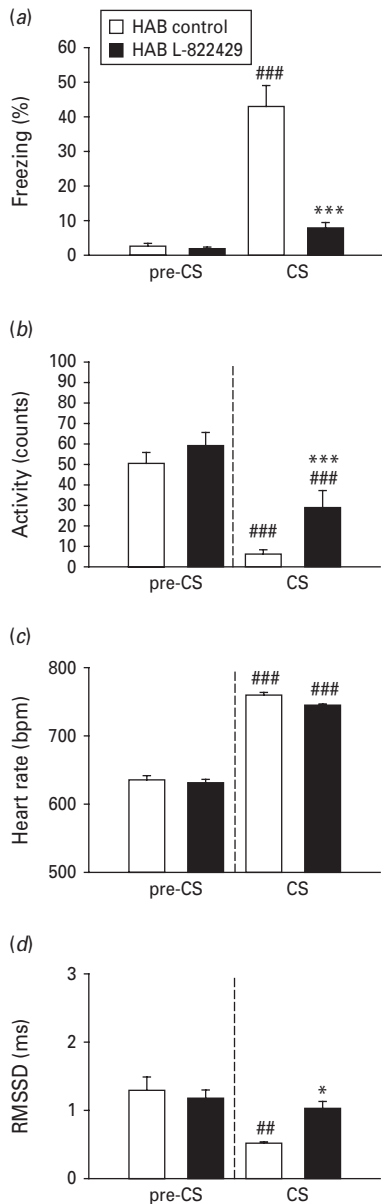 (a)
HAB control
HAB L-822429
Freezing (%)
60
50
40
30
20
10
0
###
***
pre-CS
CS
(b)
Activity (counts)
100
90
80
70
60
50
40
30
20
10
0
###
***
###
pre-CS
CS
(c)
Heart rate (bpm)
800
700
600
500
###
###
pre-CS
CS
(d)
RMSSD (ms)
3
2
1
0
##
*
pre-CS
CS